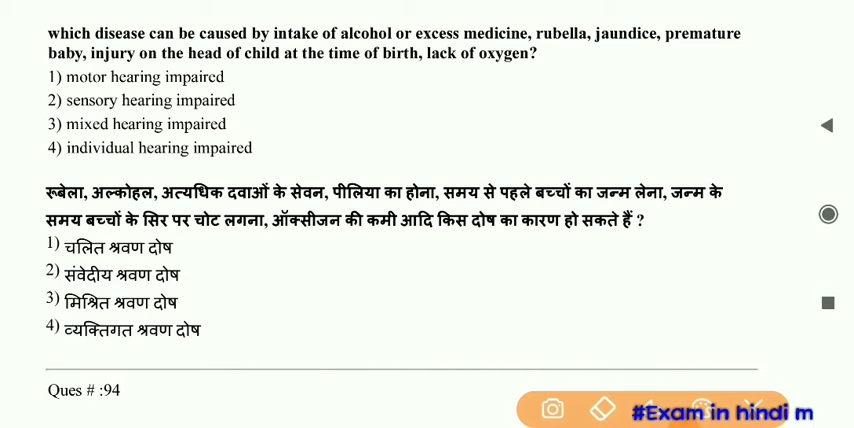 which disease can be caused by intake of alcohol or excess medicine, rubella, jaundice, premature
baby, injury on the head of child at the time of birth, lack of oxygen?
1) motor hearing impaired
2) sensory hearing impaired
3) mixed hearing impaired
4) individual hearing impaired
रूबेला, अल्कोहल, अत्यधिक दवाओं के सेवन, पीलिया का होना, समय से पहले बच्चों का जन्म लेना, जन्म के
समय बच्चों के सिर पर चोट लगना, ऑक्सीजन की कमी आदि किस दोष का कारण हो सकते हैं ?
1) चलित श्रवण दोष
2) संवेदीय श्रवण दोष
3) मिश्रित श्रवण दोष
4) व्यक्तिगत श्रवण दोष
Ques # :94
#Exam in hindi m